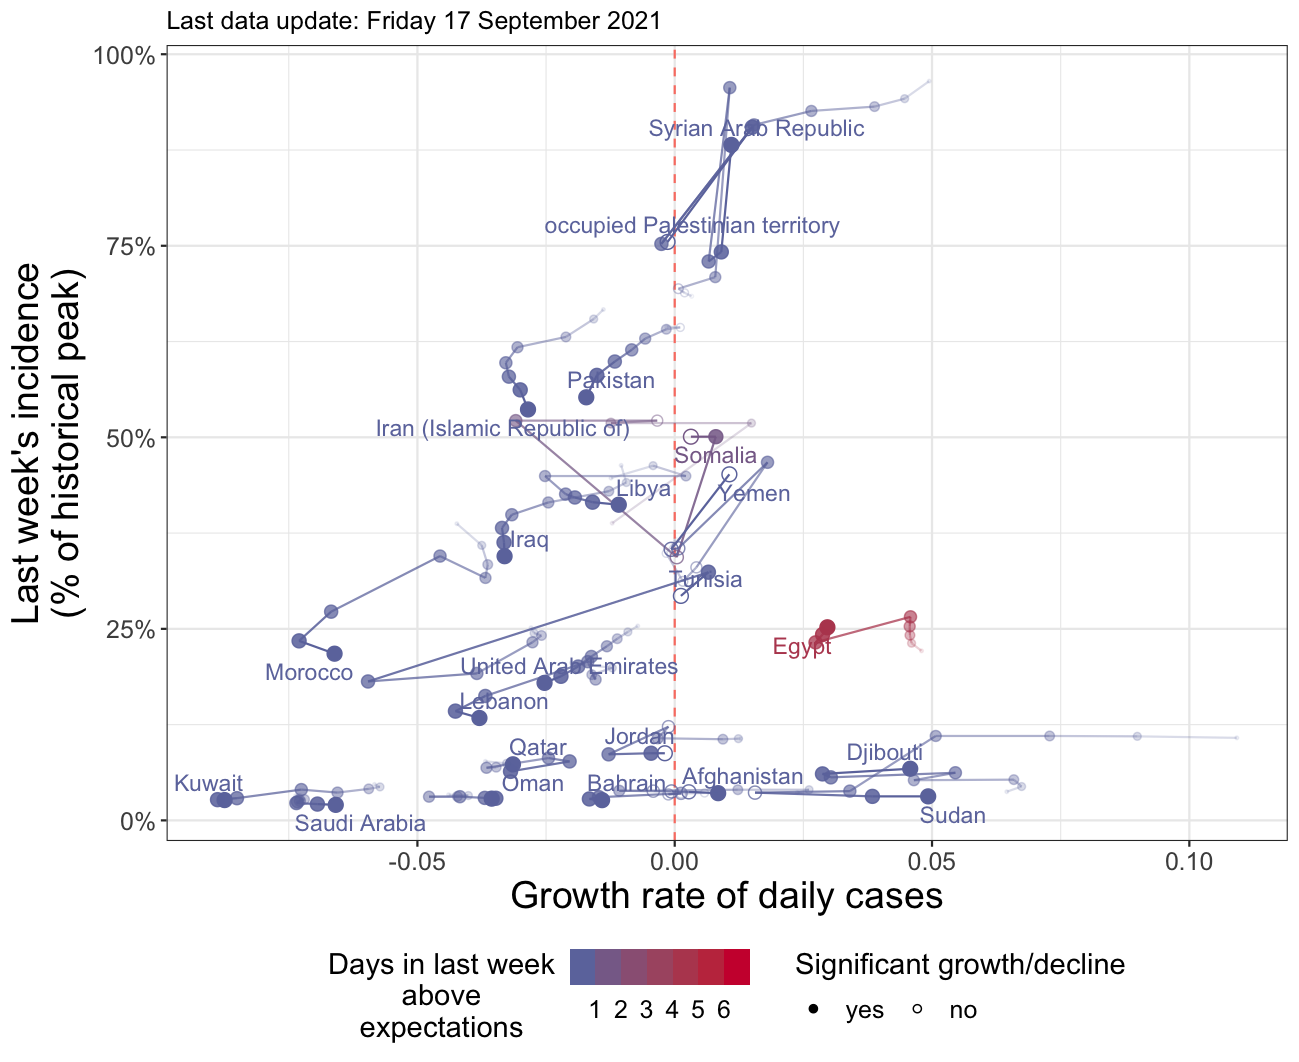 Last data update: Friday 17 September 2021
Last week's incidence
(% of historical peak)
100%
75%
50%
25%
0%
Syrian Arab Republic
occupied Palestinian territory
Pakistan
Iran (Islamic Republic of)
Somalia
Libya
Yemen
Iraq
Tunisia
Egypt
Morocco
United Arab Emirates
Lebanon
Jordan
Qatar
Djibouti
Kuwait
Oman
Bahrain
Afghanistan
Saudi Arabia
Sudan
-0.05
0.00
0.05
0.10
Growth rate of daily cases
Days in last week
above
expectations
1 2 3 4 5 6
Significant growth/decline
yes
no